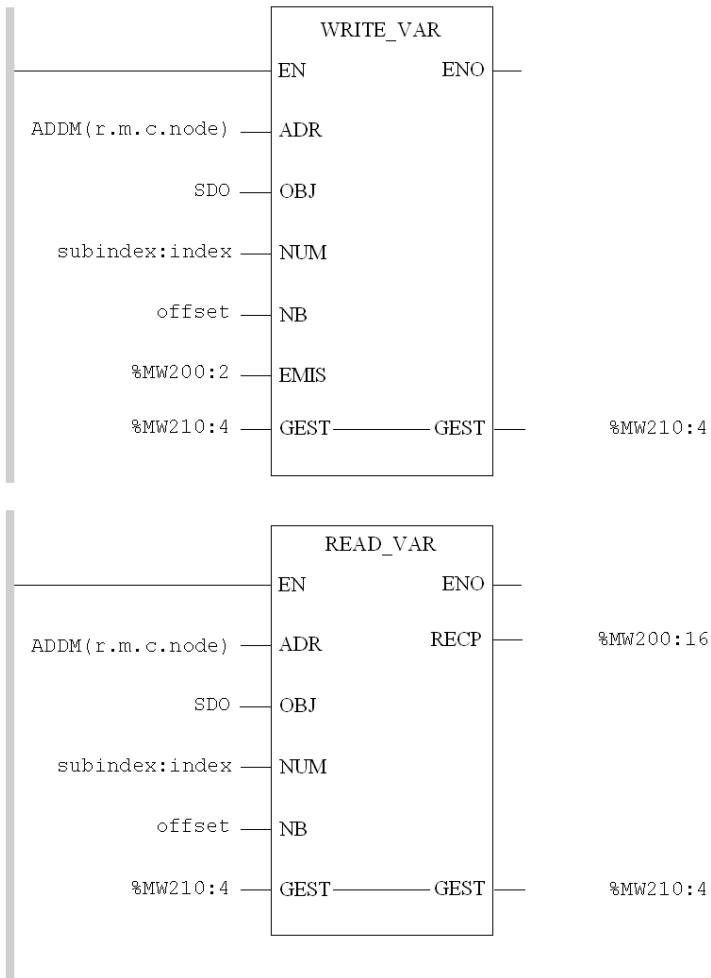 WRITE_VAR
EN ENO
ADDM(r.m.c.node) ADR
SDO OBJ
subindex:index NUM
offset NB
%MW200:2 EMIS
%MW210:4 GEST GEST %MW210:4
READ_VAR
EN ENO
ADDM(r.m.c.node) ADR RECP %MW200:16
SDO OBJ
subindex:index NUM
offset NB
%MW210:4 GEST GEST %MW210:4